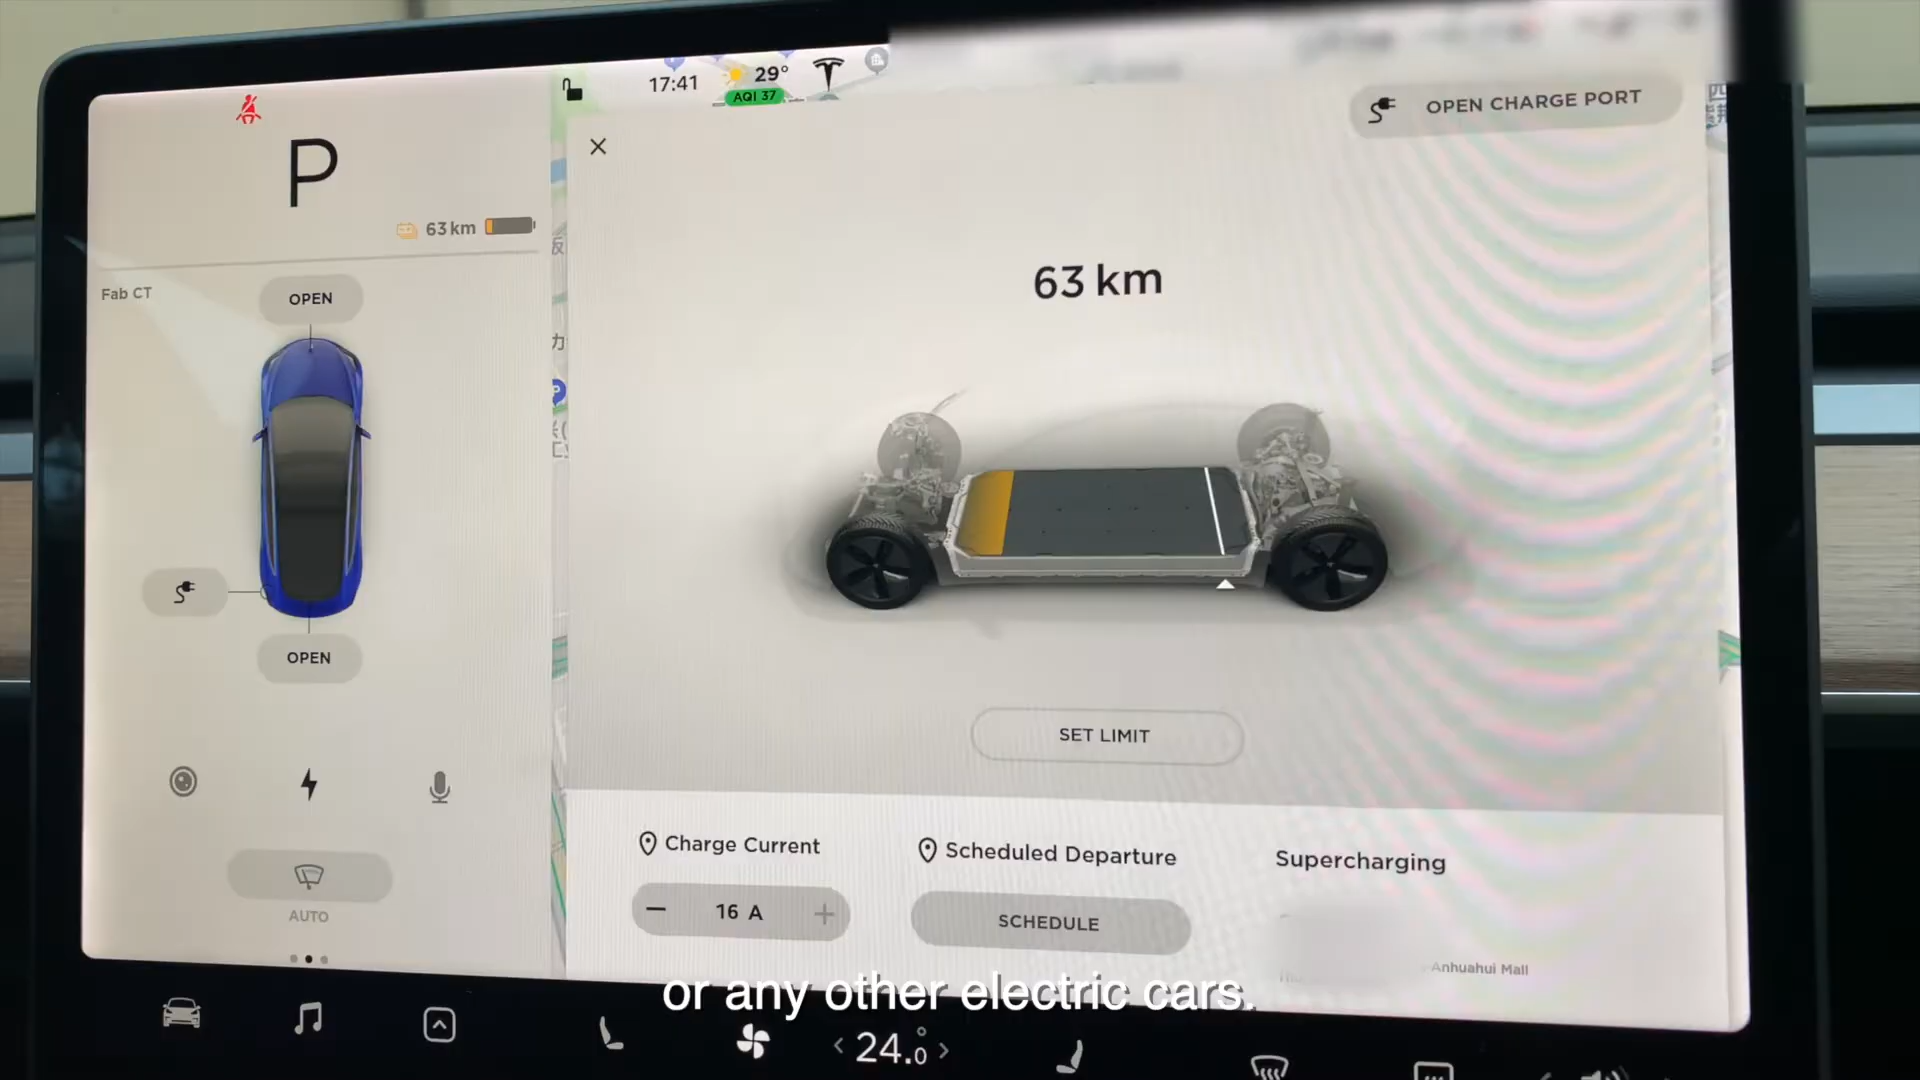 17:41
29°
AQI 37
OPEN CHARGE PORT
P
63 km
Fab CT
OPEN
63 km
OPEN
SET LIMIT
AUTO
Charge Current
Scheduled Departure
Supercharging
16 A
SCHEDULE
Anhuahui Mall
or any other electric cars.
24.0°